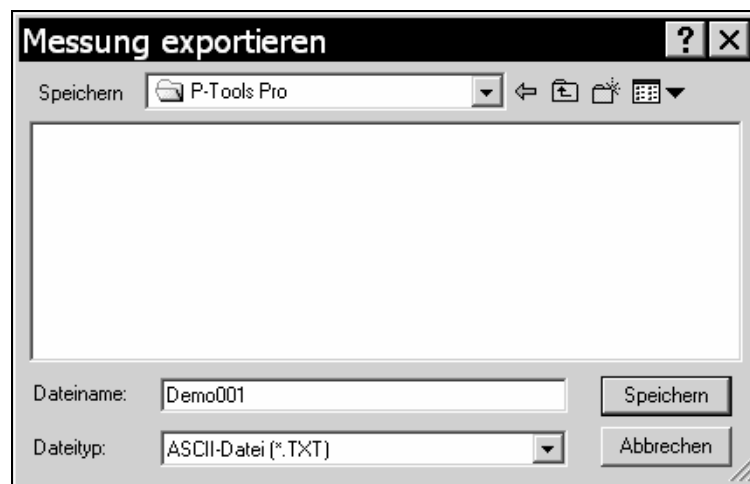 Messung exportieren
Speichern P-Tools Pro
Dateiname: Demo001 Speichern
Dateityp: ASCII-Datei (*.TXT) Abbrechen